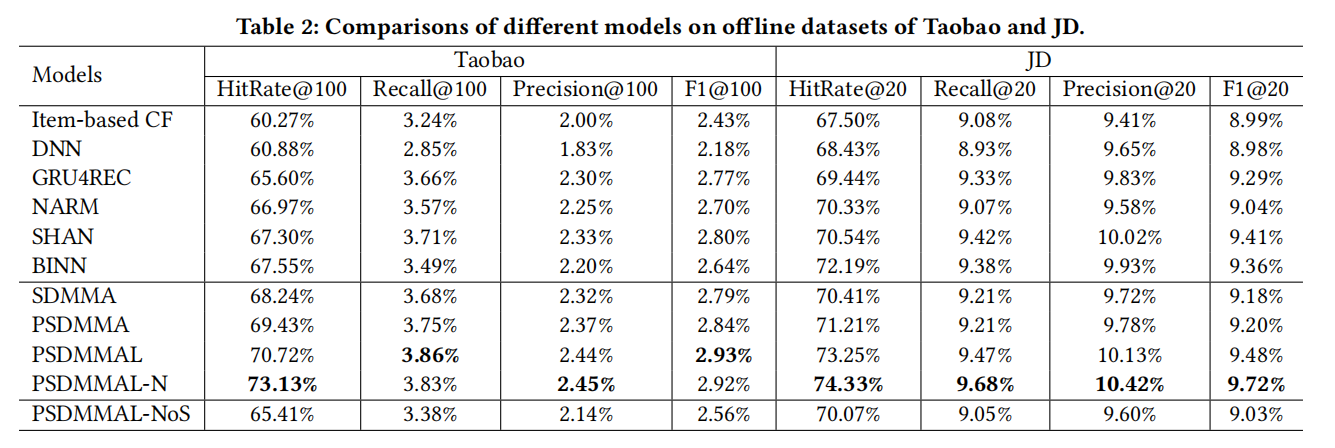 Table 2: Comparisons of different models on offline datasets of Taobao and JD.
Models Taobao JD
HitRate@100 Recall@100 Precision@100 F1@100 HitRate@20 Recall@20 Precision@20 F1@20
Item-based CF 60.27% 3.24% 2.00% 2.43% 67.50% 9.08% 9.41% 8.99%
DNN 60.88% 2.85% 1.83% 2.18% 68.43% 8.93% 9.65% 8.98%
GRU4REC 65.60% 3.66% 2.30% 2.77% 69.44% 9.33% 9.83% 9.29%
NARM 66.97% 3.57% 2.25% 2.70% 70.33% 9.07% 9.58% 9.04%
SHAN 67.30% 3.71% 2.33% 2.80% 70.54% 9.42% 10.02% 9.41%
BINN 67.55% 3.49% 2.20% 2.64% 72.19% 9.38% 9.93% 9.36%
SDMMA 68.24% 3.68% 2.32% 2.79% 70.41% 9.21% 9.72% 9.18%
PSDMMA 69.43% 3.75% 2.37% 2.84% 71.21% 9.21% 9.78% 9.20%
PSDMMAL 70.72% 3.86% 2.44% 2.93% 73.25% 9.47% 10.13% 9.48%
PSDMMAL-N 73.13% 3.83% 2.45% 2.92% 74.33% 9.68% 10.42% 9.72%
PSDMMAL-NoS 65.41% 3.38% 2.14% 2.56% 70.07% 9.05% 9.60% 9.03%